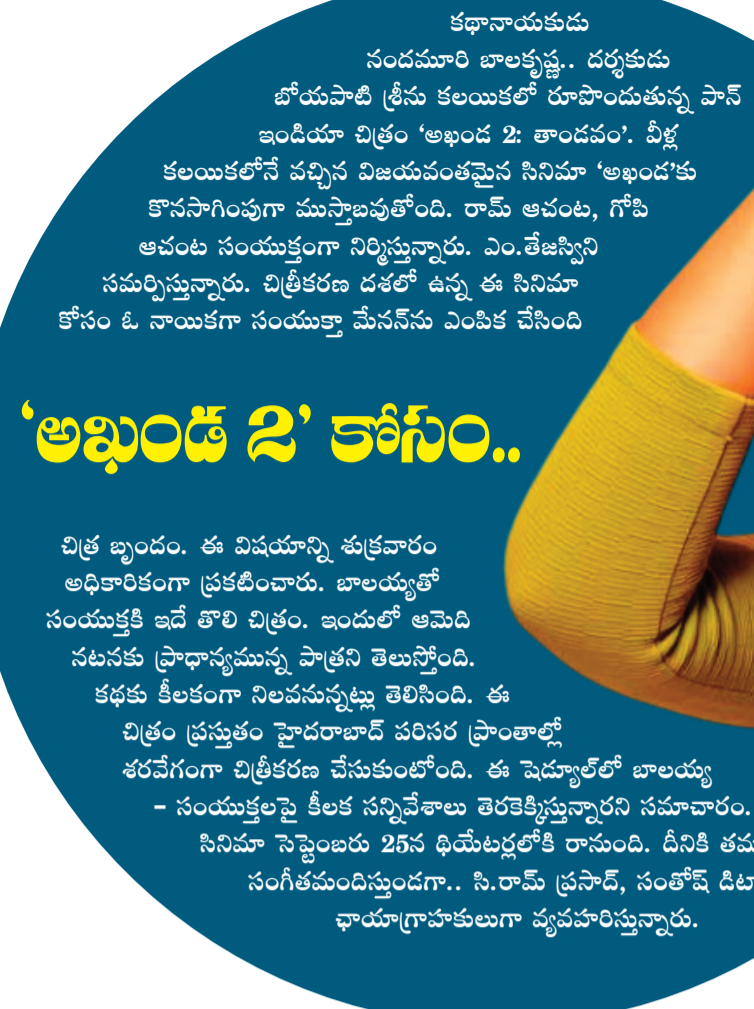 కథానాయకుడు
నందమూరి బాలకృష్ణ.. దర్శకుడు
బోయపాటి శ్రీను కలయికలో రూపొందుతున్న పాన్
ఇండియా చిత్రం ‘అఖండ 2: తాండవం’. వీళ్ల
కలయికలోనే వచ్చిన విజయవంతమైన సినిమా ‘అఖండ’కు
కొనసాగింపుగా ముస్తాబవుతోంది. రామ్ ఆచంట, గోపి
ఆచంట సంయుక్తంగా నిర్మిస్తున్నారు. ఎం.తేజస్విని
సమర్పిస్తున్నారు. చిత్రీకరణ దశలో ఉన్న ఈ సినిమా
కోసం ఓ నాయికగా సంయుక్తా మేనన్‌ను ఎంపిక చేసింది
‘అఖండ 2’ కోసం..
చిత్ర బృందం. ఈ విషయాన్ని శుక్రవారం
అధికారికంగా ప్రకటించారు. బాలయ్యతో
సంయుక్తకి ఇదే తొలి చిత్రం. ఇందులో ఆమెది
నటనకు ప్రాధాన్యమున్న పాత్రని తెలుస్తోంది.
కథకు కీలకంగా నిలవనున్నట్లు తెలిసింది. ఈ
చిత్రం ప్రస్తుతం హైదరాబాద్ పరిసర ప్రాంతాల్లో
శరవేగంగా చిత్రీకరణ చేసుకుంటోంది. ఈ షెడ్యూల్‌లో బాలయ్య
– సంయుక్తలపై కీలక సన్నివేశాలు తెరకెక్కిస్తున్నారని సమాచారం.
సినిమా సెప్టెంబరు 25న థియేటర్లలోకి రానుంది. దీనికి
సంగీతమందిస్తుండగా.. సి.రామ్ ప్రసాద్, సంతోష్
ఛాయాగ్రాహకులుగా వ్యవహరిస్తున్నారు.